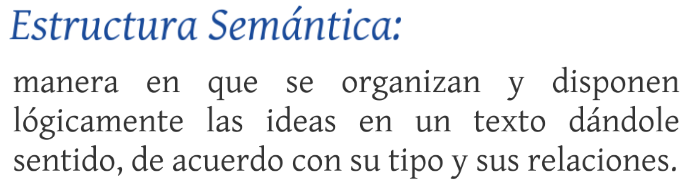 Estructura Semántica:
manera en que se organizan y disponen
lógicamente las ideas en un texto dándole
sentido, de acuerdo con su tipo y sus relaciones.